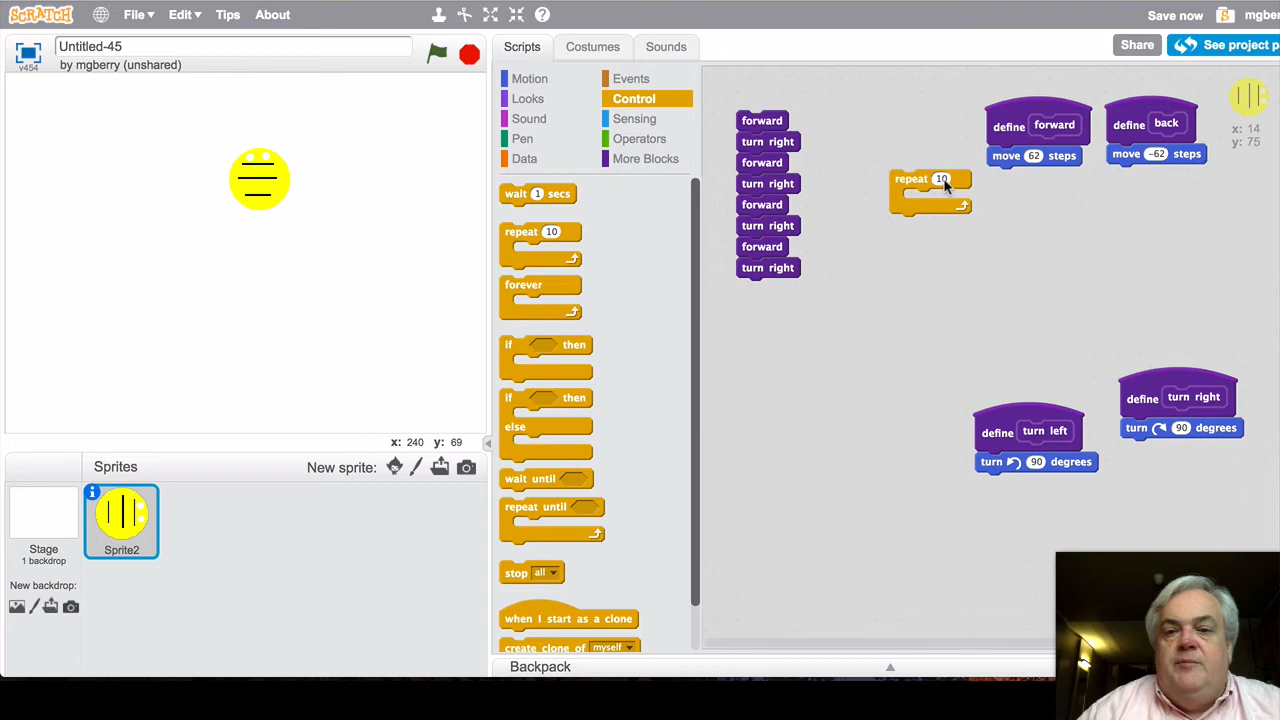 SCRATCH File Edit Tips About Save now mgber
v454 Untitled-45 Share See project p
by mgberry (unshared)
Scripts Costumes Sounds
Motion Events
Looks Control
Sound Sensing
Pen Operators
Data More Blocks
wait 1 secs
repeat 10
forever
if then
if then
else
wait until
repeat until
stop all
when I start as a clone
create clone of myself
forward
turn right
forward
turn right
forward
turn right
forward
turn right
repeat 10
define forward
move 62 steps
define back
move -62 steps
x: 14
y: 75
define turn left
turn 90 degrees
define turn right
turn 90 degrees
x: 240 y: 69
Sprites New sprite:
Stage
1 backdrop
New backdrop:
i
Sprite2
Backpack